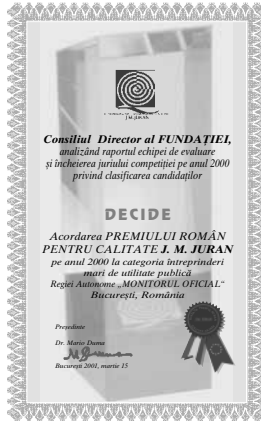 Consiliul Director al FUNDAȚIEI,
analizând raportul echipei de evaluare
și încheierea juriului competiției pe anul 2000
privind clasificarea candidaților
DECIDE
Acordarea PREMIULUI ROMÂN
PENTRU CALITATE J. M. JURAN
pe anul 2000 la categoria întreprinderi
mari de utilitate publică
Regiei Autonome „MONITORUL OFICIAL“
București, România
Președinte
Dr. Mario Duma
București 2001, martie 15